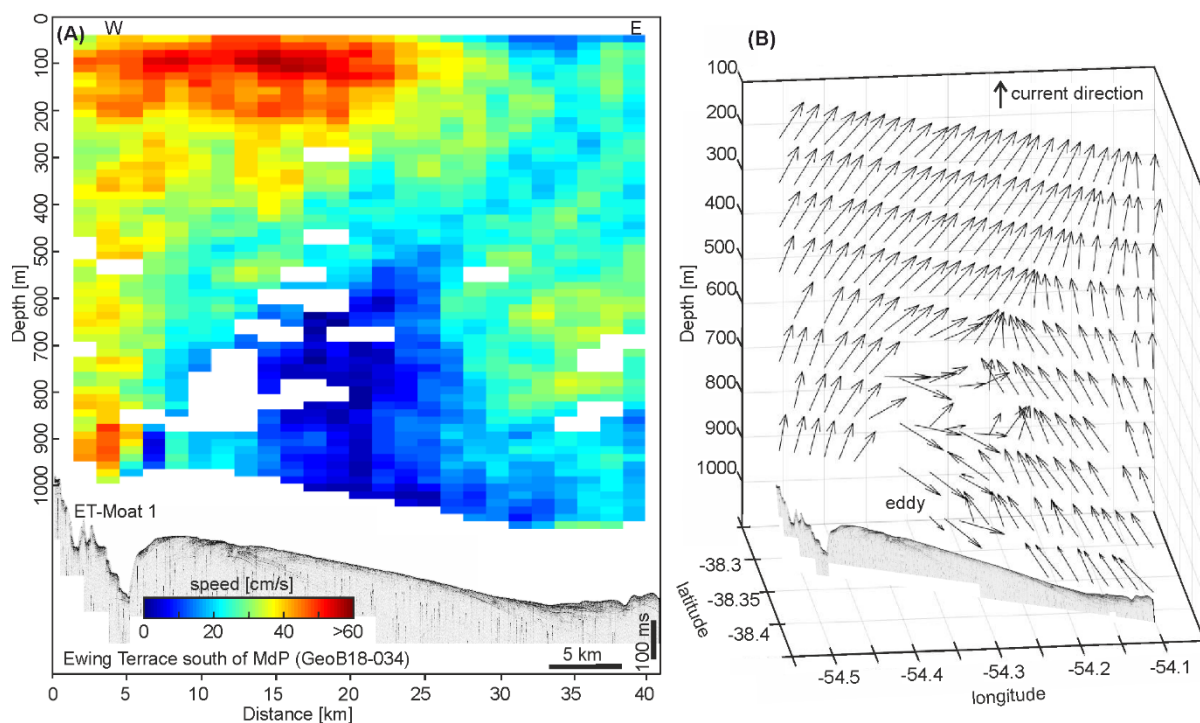 (A)
W
E
0
100
200
300
400
500
600
700
800
900
1000
Depth [m]
ET-Moat 1
speed [cm/s]
0 20 40 >60
Ewing Terrace south of MdP (GeoB18-034)
5 km
100 ms
0 5 10 15 20 25 30 35 40
Distance [km]
(B)
current direction
100
200
300
400
500
600
700
800
900
1000
Depth [m]
eddy
-38.3
-38.35
-38.4
latitude
-54.5 -54.4 -54.3 -54.2 -54.1
longitude